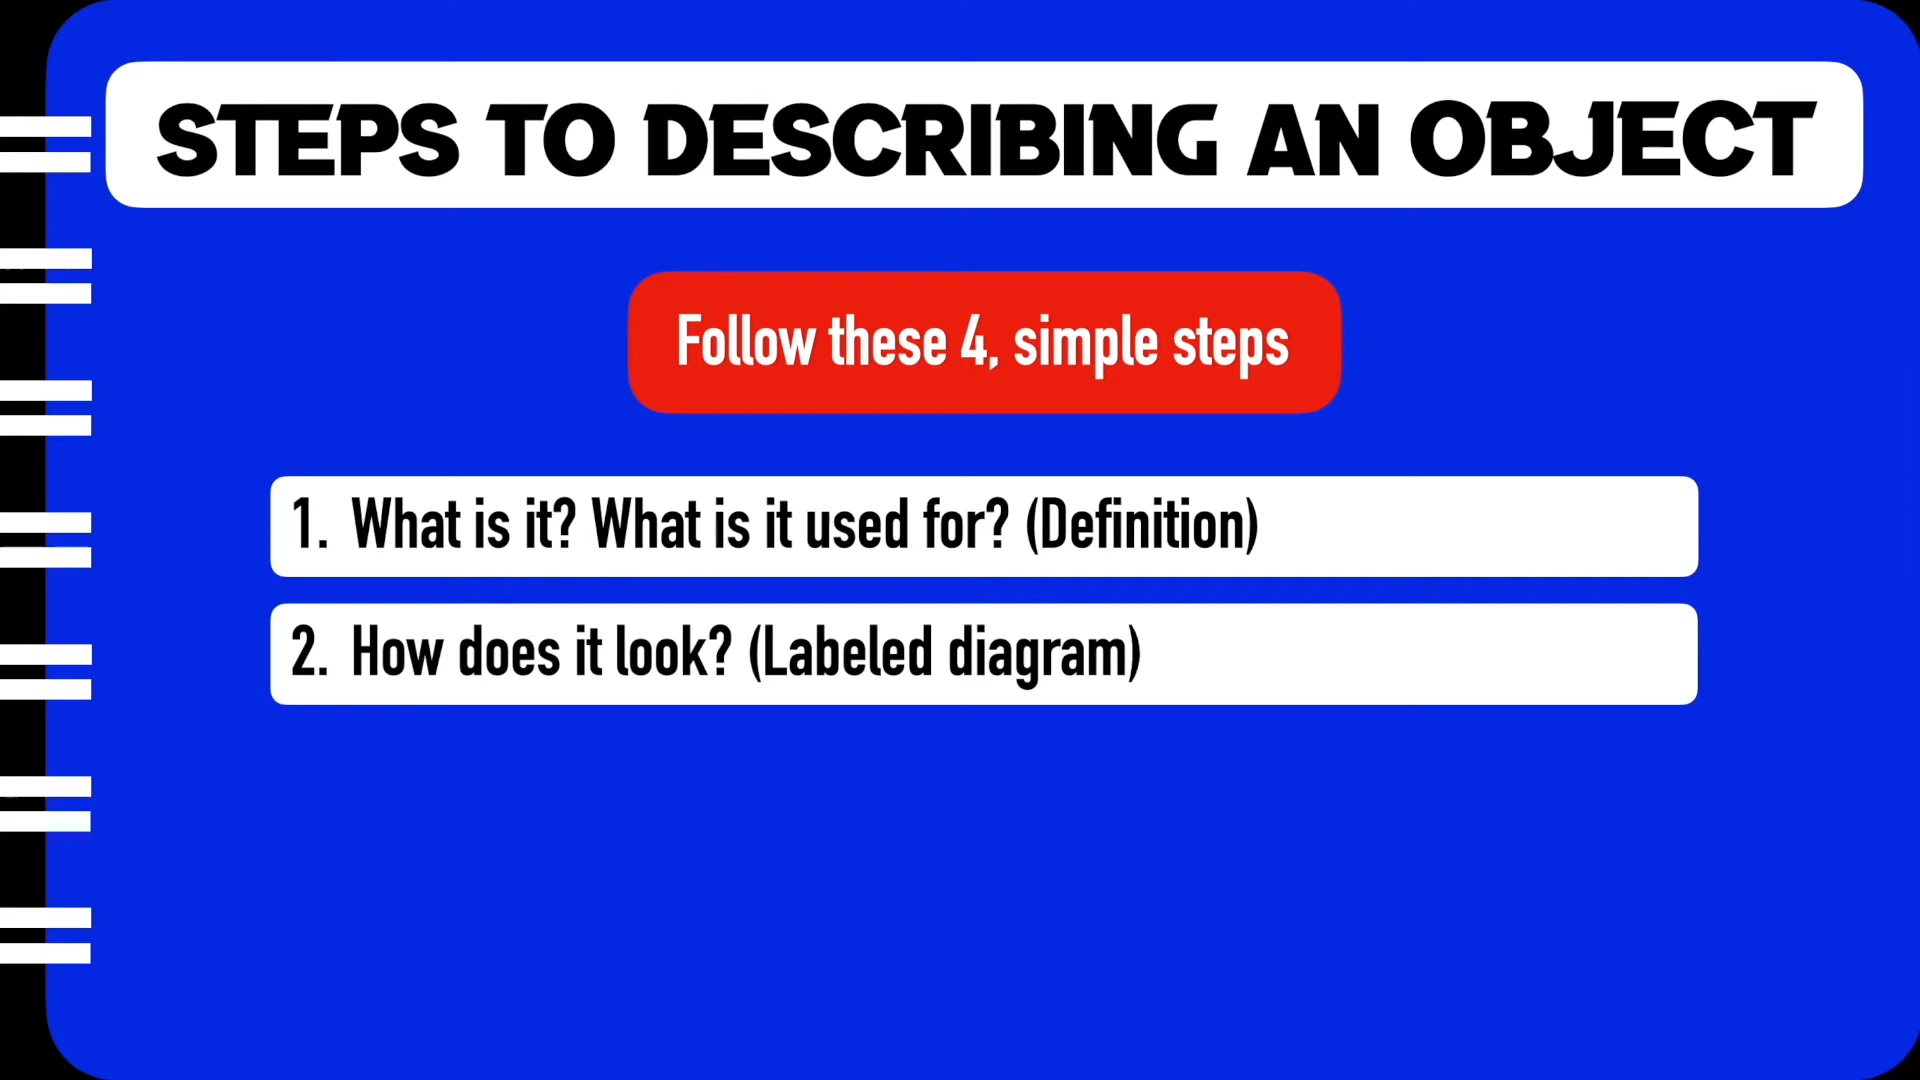 STEPS TO DESCRIBING AN OBJECT
Follow these 4, simple steps
1. What is it? What is it used for? (Definition)
2. How does it look? (Labeled diagram)